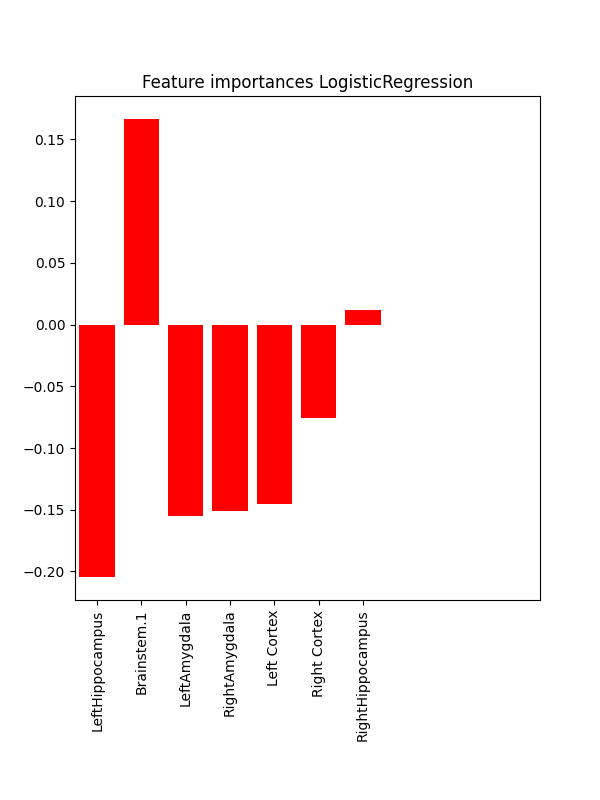 Feature importances LogisticRegression
0.15
0.10
0.05
0.00
−0.05
−0.10
−0.15
−0.20
LeftHippocampus
Brainstem.1
LeftAmygdala
RightAmygdala
Left Cortex
Right Cortex
RightHippocampus